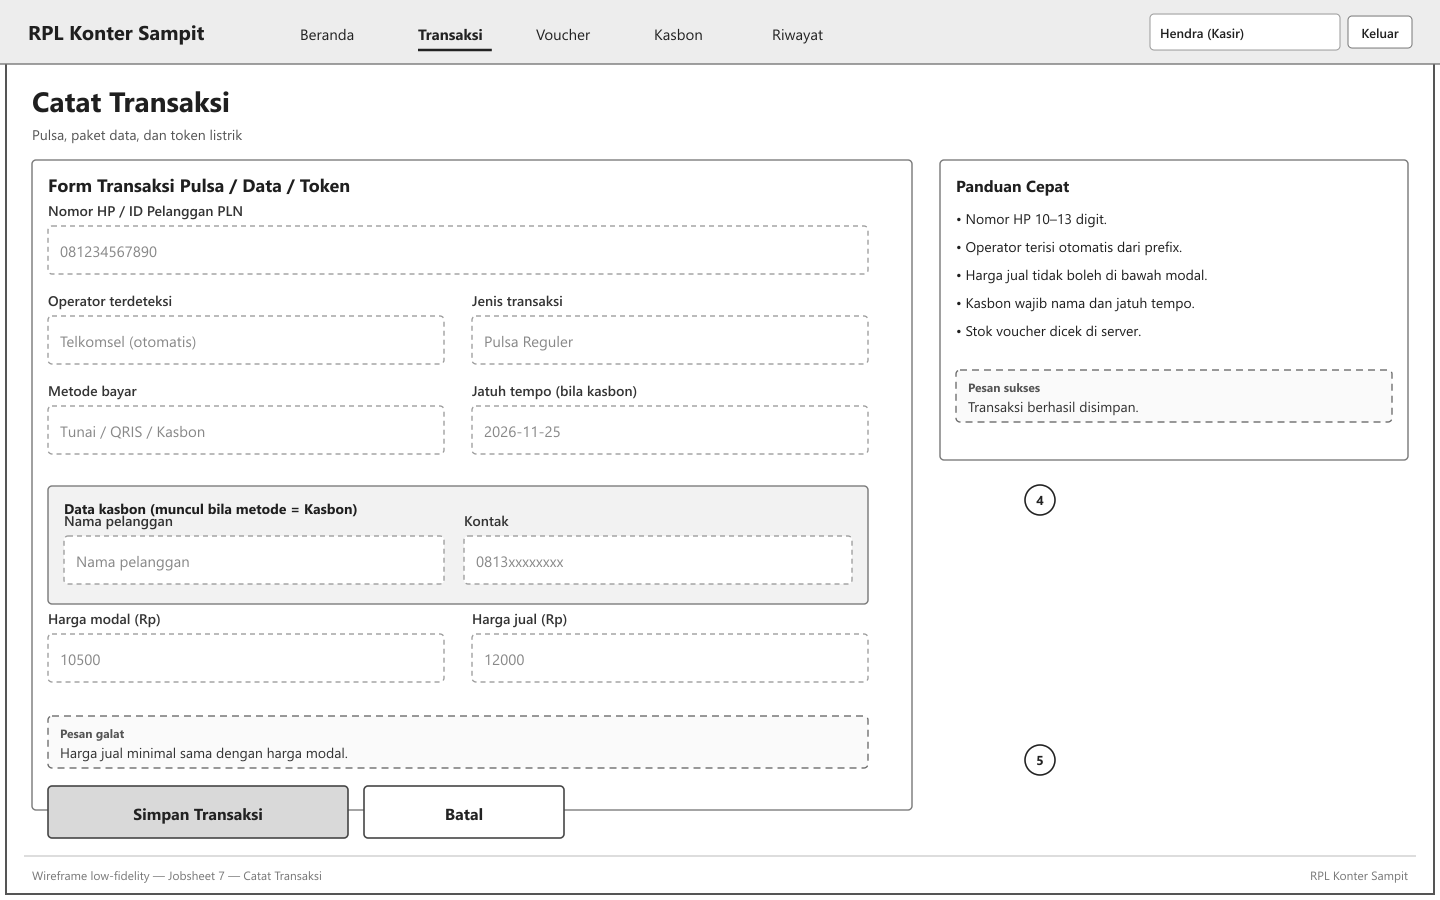 RPL Konter Sampit
Beranda
Transaksi
Voucher
Kasbon
Riwayat
Hendra (Kasir)
Keluar
Catat Transaksi
Pulsa, paket data, dan token listrik
Form Transaksi Pulsa / Data / Token
Nomor HP / ID Pelanggan PLN
081234567890
Operator terdeteksi
Jenis transaksi
Telkomsel (otomatis)
Pulsa Reguler
Metode bayar
Jatuh tempo (bila kasbon)
Tunai / QRIS / Kasbon
2026-11-25
Data kasbon (muncul bila metode = Kasbon)
Nama pelanggan
Kontak
Nama pelanggan
0813xxxxxxxx
Harga modal (Rp)
Harga jual (Rp)
10500
12000
Pesan galat
Harga jual minimal sama dengan harga modal.
Simpan Transaksi
Batal
Panduan Cepat
• Nomor HP 10–13 digit.
• Operator terisi otomatis dari prefix.
• Harga jual tidak boleh di bawah modal.
• Kasbon wajib nama dan jatuh tempo.
• Stok voucher dicek di server.
Pesan sukses
Transaksi berhasil disimpan.
4
5
Wireframe low-fidelity — Jobsheet 7 — Catat Transaksi
RPL Konter Sampit